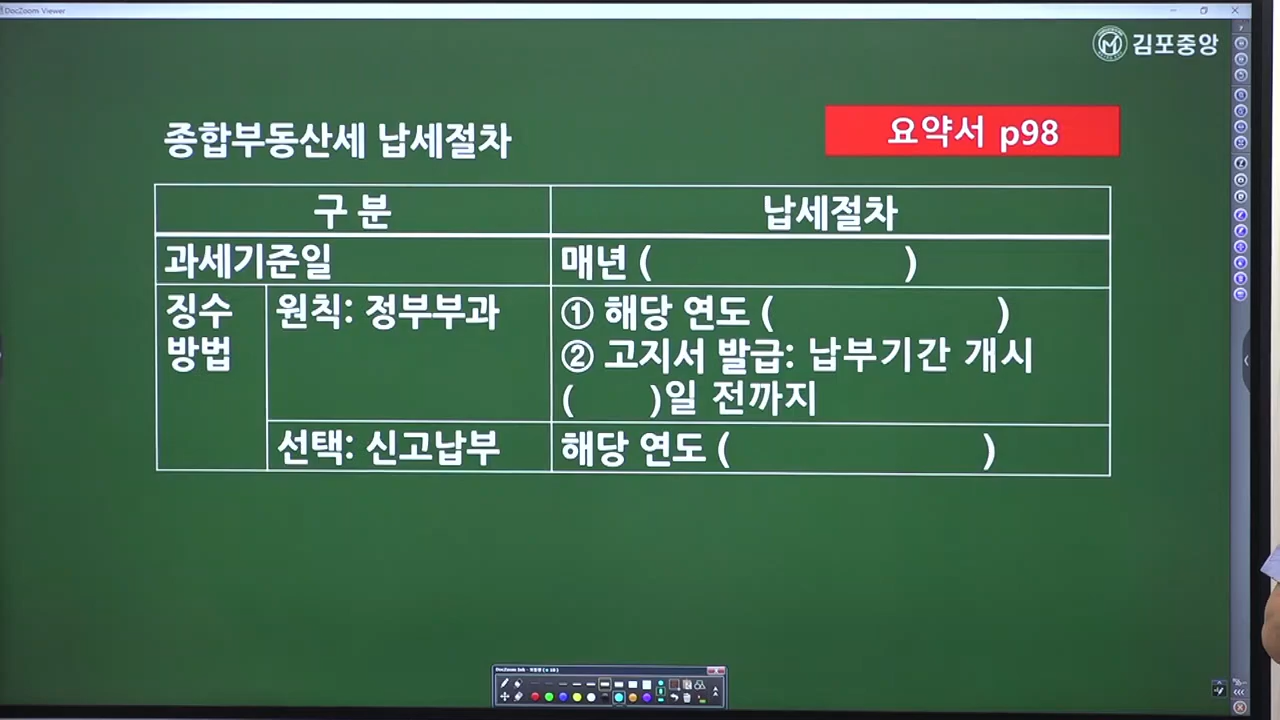 DocZoom Viewer
김포중앙
종합부동산세 납세절차
요약서 p98
구 분
납세절차
과세기준일
매년 ( )
징수
방법
원칙: 정부부과
① 해당 연도 ( )
② 고지서 발급: 납부기간 개시
( )일 전까지
선택: 신고납부
해당 연도 ( )